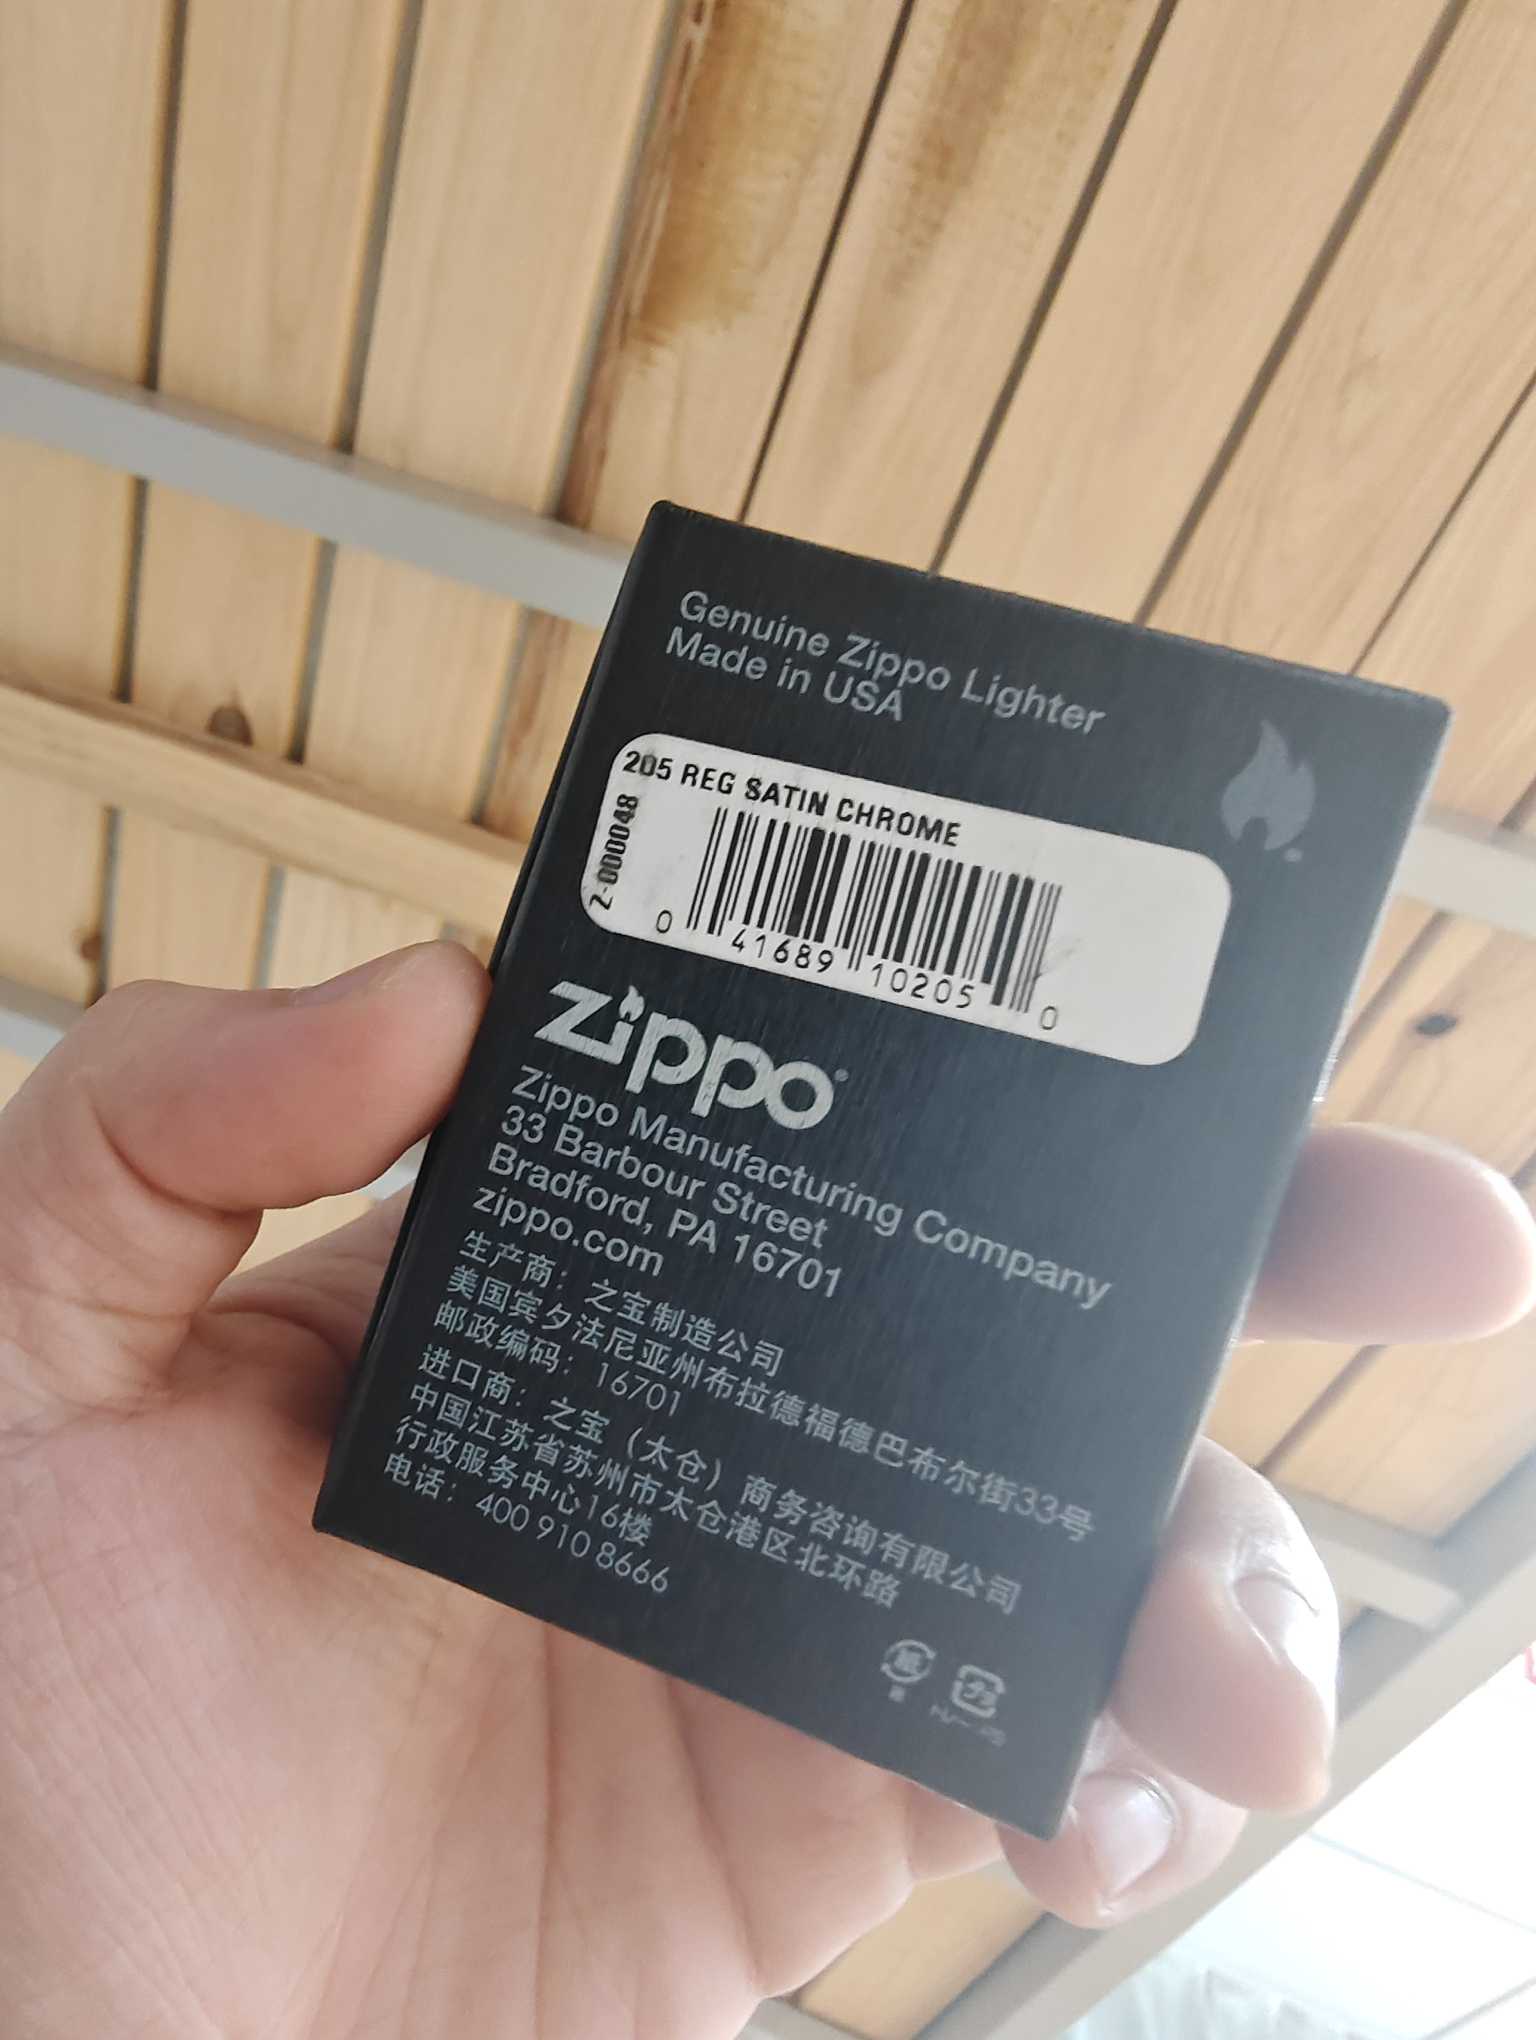 Genuine Zippo Lighter
Made in USA
205 REG SATIN CHROME
Z-000048
0 41689 10205 0
zippo®
Zippo Manufacturing Company
33 Barbour Street
Bradford, PA 16701
zippo.com
生产商：之宝制造公司
美国宾夕法尼亚州布拉德福德巴布尔街33号
邮政编码：16701
进口商：之宝（太仓）商务咨询有限公司
中国江苏省苏州市太仓港区北环路
行政服务中心16楼
电话：400 910 8666